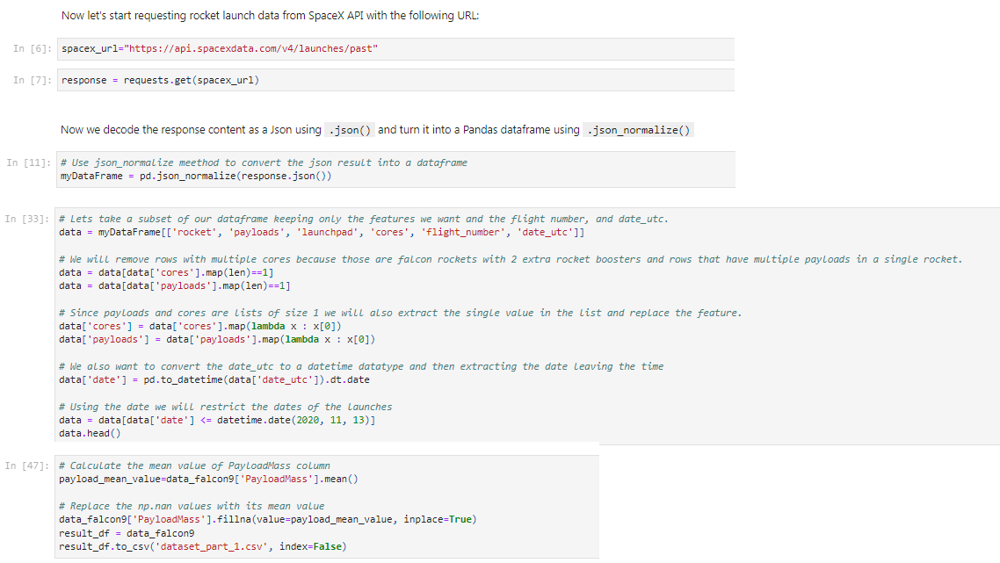 Now let's start requesting rocket launch data from SpaceX API with the following URL:
In [6]: spacex_url="https://api.spacexdata.com/v4/launches/past"
In [7]: response = requests.get(spacex_url)
Now we decode the response content as a Json using .json() and turn it into a Pandas dataframe using .json_normalize()
In [11]: # Use json_normalize meethod to convert the json result into a dataframe
myDataFrame = pd.json_normalize(response.json())
In [33]: # Lets take a subset of our dataframe keeping only the features we want and the flight number, and date_utc.
data = myDataFrame[['rocket', 'payloads', 'launchpad', 'cores', 'flight_number', 'date_utc']]
# We will remove rows with multiple cores because those are falcon rockets with 2 extra rocket boosters and rows that have multiple payloads in a single rocket.
data = data[data['cores'].map(len)==1]
data = data[data['payloads'].map(len)==1]
# Since payloads and cores are lists of size 1 we will also extract the single value in the list and replace the feature.
data['cores'] = data['cores'].map(lambda x : x[0])
data['payloads'] = data['payloads'].map(lambda x : x[0])
# We also want to convert the date_utc to a datetime datatype and then extracting the date leaving the time
data['date'] = pd.to_datetime(data['date_utc']).dt.date
# Using the date we will restrict the dates of the launches
data = data[data['date'] <= datetime.date(2020, 11, 13)]
data.head()
In [47]: # Calculate the mean value of PayloadMass column
payload_mean_value=data_falcon9['PayloadMass'].mean()
# Replace the np.nan values with its mean value
data_falcon9['PayloadMass'].fillna(value=payload_mean_value, inplace=True)
result_df = data_falcon9
result_df.to_csv('dataset_part_1.csv', index=False)